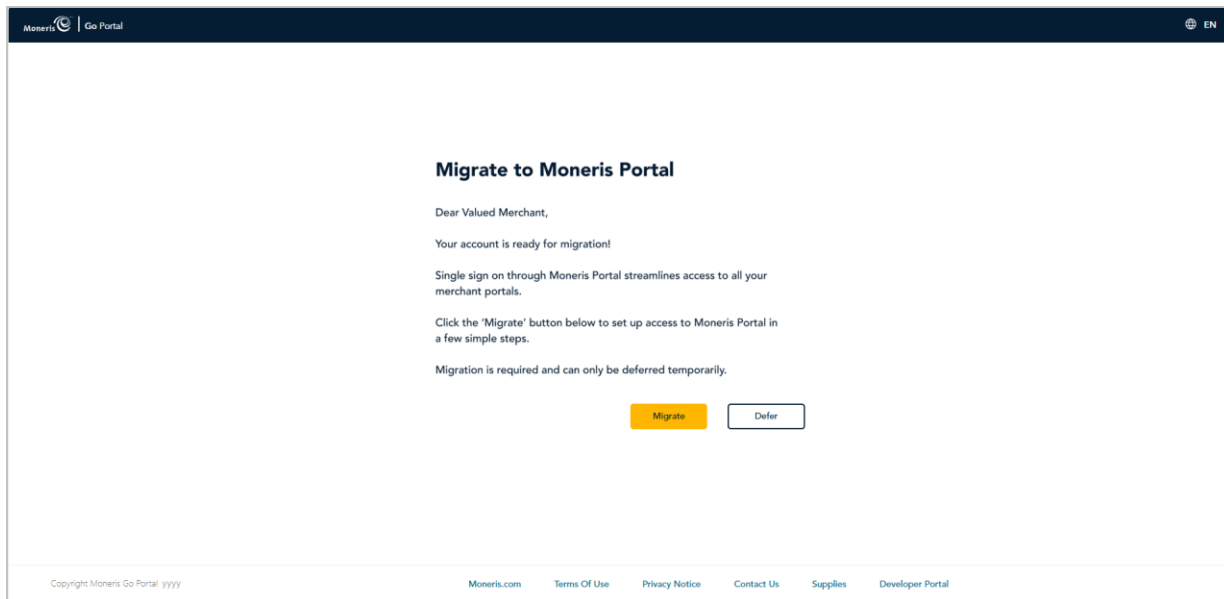 Moneris | Go Portal
EN
Migrate to Moneris Portal
Dear Valued Merchant,
Your account is ready for migration!
Single sign on through Moneris Portal streamlines access to all your
merchant portals.
Click the ‘Migrate’ button below to set up access to Moneris Portal in
a few simple steps.
Migration is required and can only be deferred temporarily.
Migrate
Defer
Copyright Moneris Go Portal yyyy
Moneris.com
Terms Of Use
Privacy Notice
Contact Us
Supplies
Developer Portal